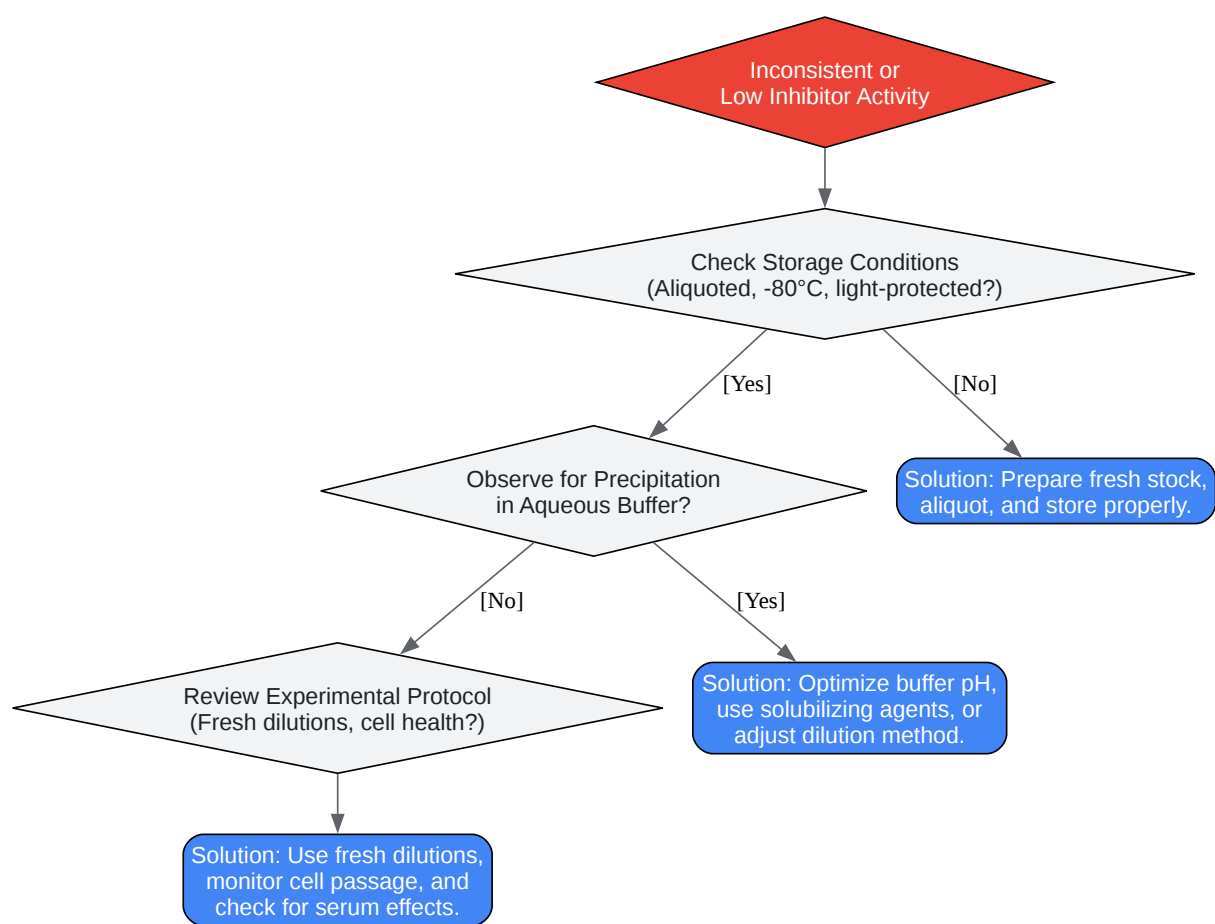 Inconsistent or
Low Inhibitor Activity
Check Storage Conditions
(Aliquoted, -80°C, light-protected?)
[Yes]
[No]
Observe for Precipitation
in Aqueous Buffer?
Solution: Prepare fresh stock,
aliquot, and store properly.
[No]
[Yes]
Review Experimental Protocol
(Fresh dilutions, cell health?)
Solution: Optimize buffer pH,
use solubilizing agents, or
adjust dilution method.
Solution: Use fresh dilutions,
monitor cell passage, and
check for serum effects.